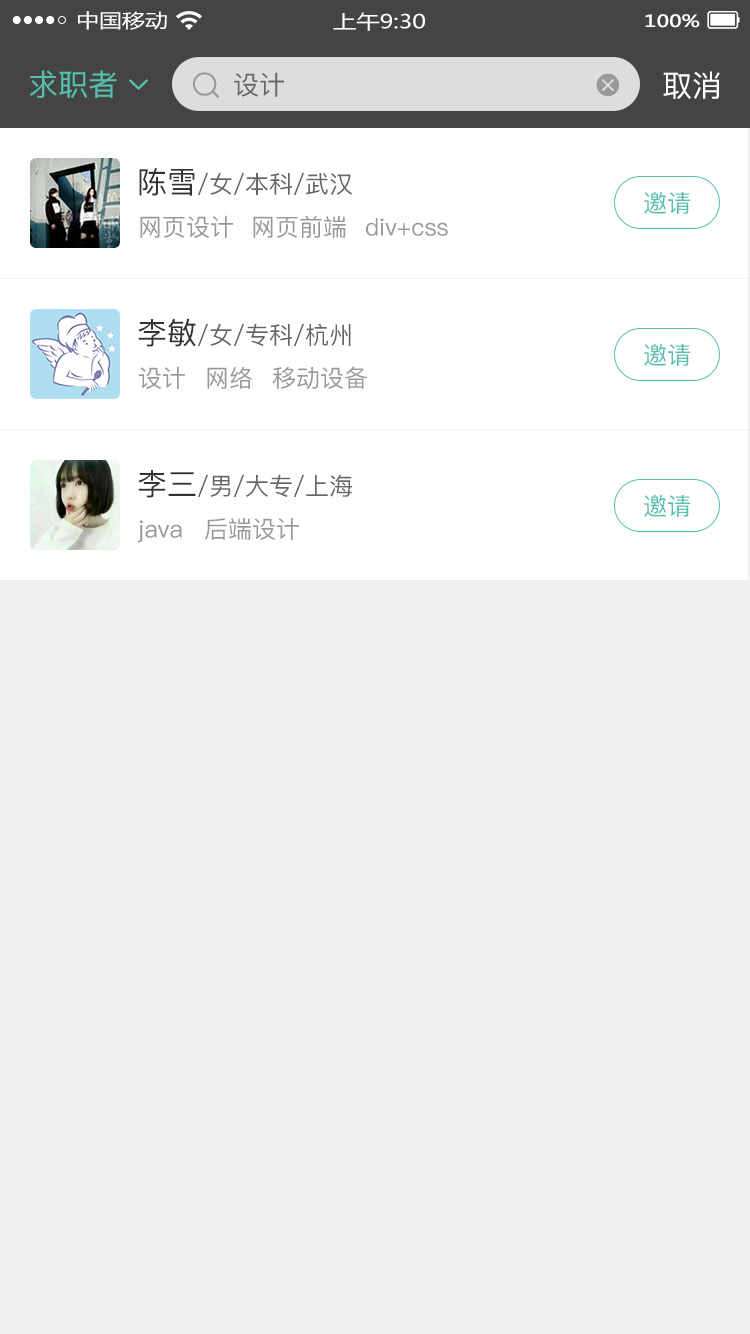 中国移动 上午9:30 100%
求职者 设计 取消
陈雪/女/本科/武汉
网页设计 网页前端 div+css
邀请
李敏/女/专科/杭州
设计 网络 移动设备
邀请
李三/男/大专/上海
java 后端设计
邀请